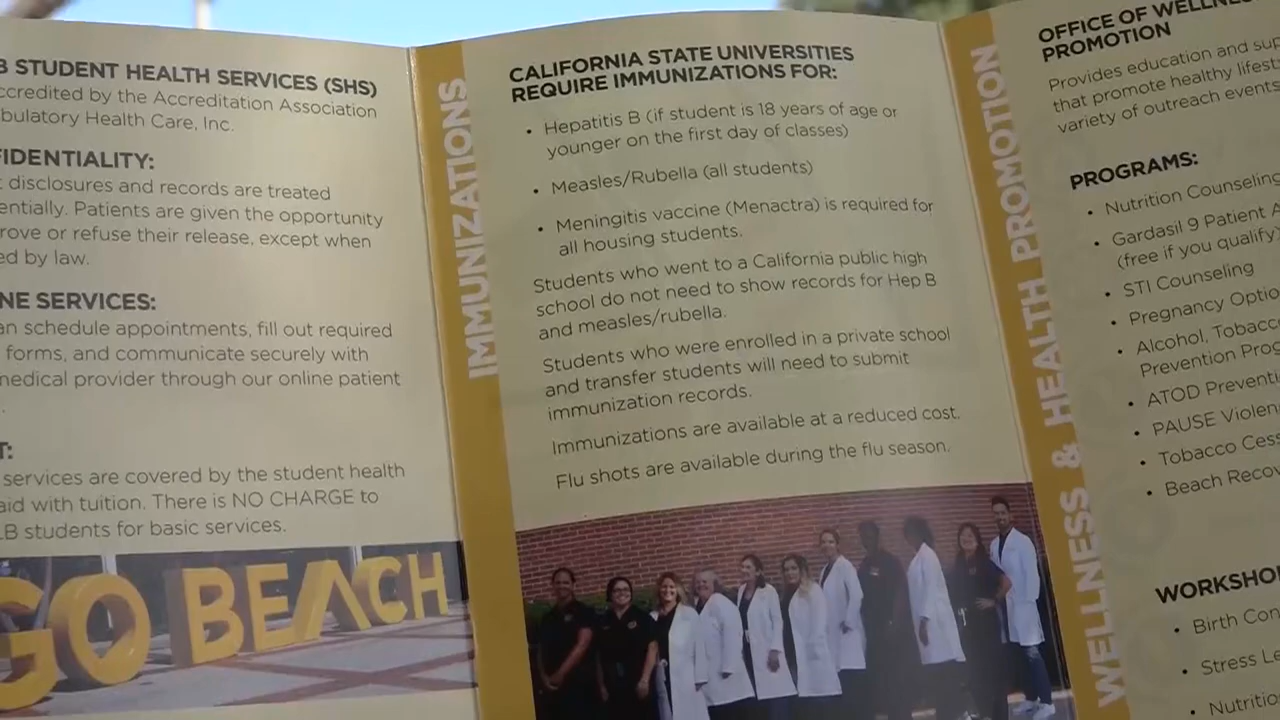 B STUDENT HEALTH SERVICES (SHS)
ccredited by the Accreditation Association
bulatory Health Care, Inc.
FIDENTIALITY:
t disclosures and records are treated
entially. Patients are given the opportunity
rove or refuse their release, except when
ed by law.
NE SERVICES:
an schedule appointments, fill out required
forms, and communicate securely with
medical provider through our online patient
.
T:
services are covered by the student health
aid with tuition. There is NO CHARGE to
LB students for basic services.
GO BEACH
IMMUNIZATIONS
CALIFORNIA STATE UNIVERSITIES
REQUIRE IMMUNIZATIONS FOR:
• Hepatitis B (if student is 18 years of age or
younger on the first day of classes)
• Measles/Rubella (all students)
• Meningitis vaccine (Menactra) is required for
all housing students.
Students who went to a California public high
school do not need to show records for Hep B
and measles/rubella.
Students who were enrolled in a private school
and transfer students will need to submit
immunization records.
Immunizations are available at a reduced cost.
Flu shots are available during the flu season.
WELLNESS & HEALTH PROMOTION
OFFICE OF WELLNESS
PROMOTION
Provides education and sup
that promote healthy lifest
variety of outreach events
PROGRAMS:
• Nutrition Counseling
• Gardasil 9 Patient A
(free if you qualify)
• STI Counseling
• Pregnancy Optio
• Alcohol, Tobacc
Prevention Prog
• ATOD Preventi
• PAUSE Violen
• Tobacco Cess
• Beach Reco
WORKSHO
• Birth Con
• Stress Le
• Nutritio